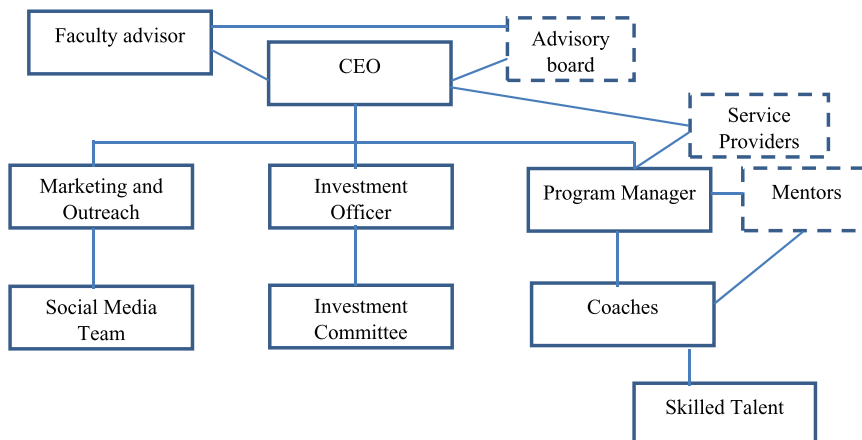 Faculty advisor
CEO
Advisory
board
Service
Providers
Marketing and
Outreach
Investment
Officer
Program Manager
Mentors
Social Media
Team
Investment
Committee
Coaches
Skilled Talent